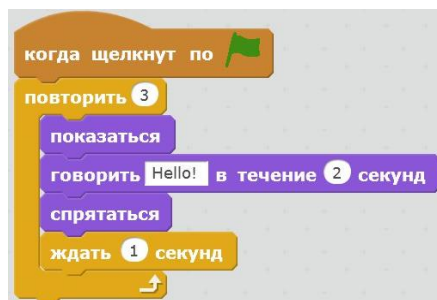 когда щелкнут по
повторить 3
показаться
говорить Hello! в течение 2 секунд
спрятаться
ждать 1 секунд